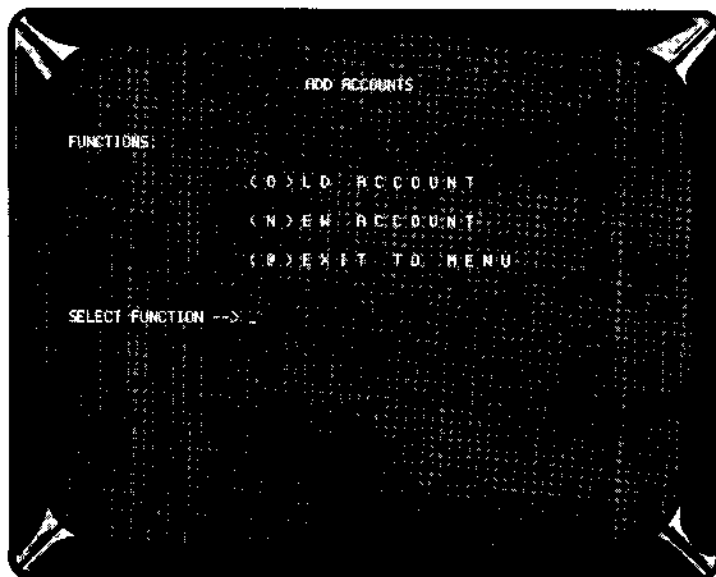 ADD ACCOUNTS
FUNCTIONS:
(O)LD ACCOUNT
(N)EW ACCOUNT
(@)EXIT TO MENU
SELECT FUNCTION --> _